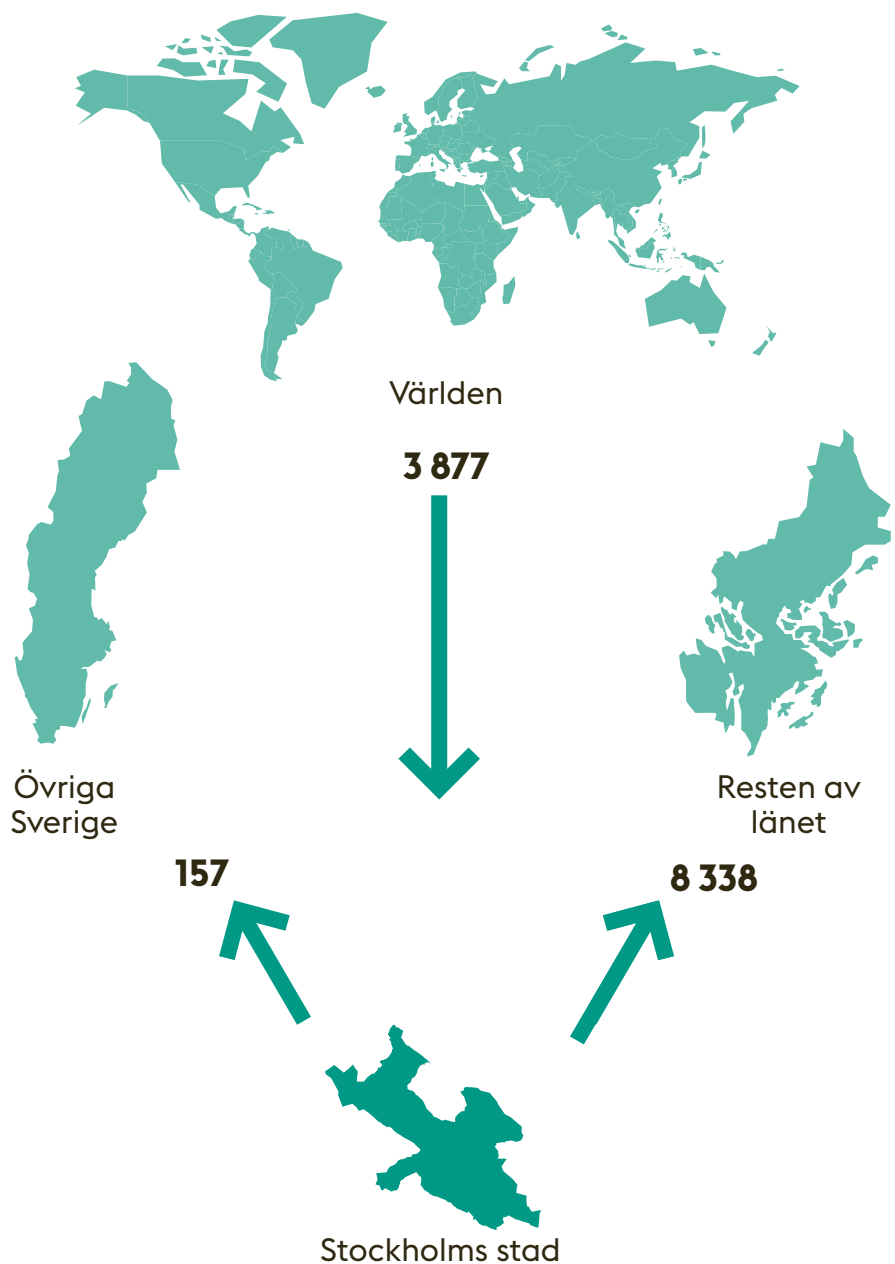 Världen
3 877
Övriga
Sverige
157
Resten av
länet
8 338
Stockholms stad